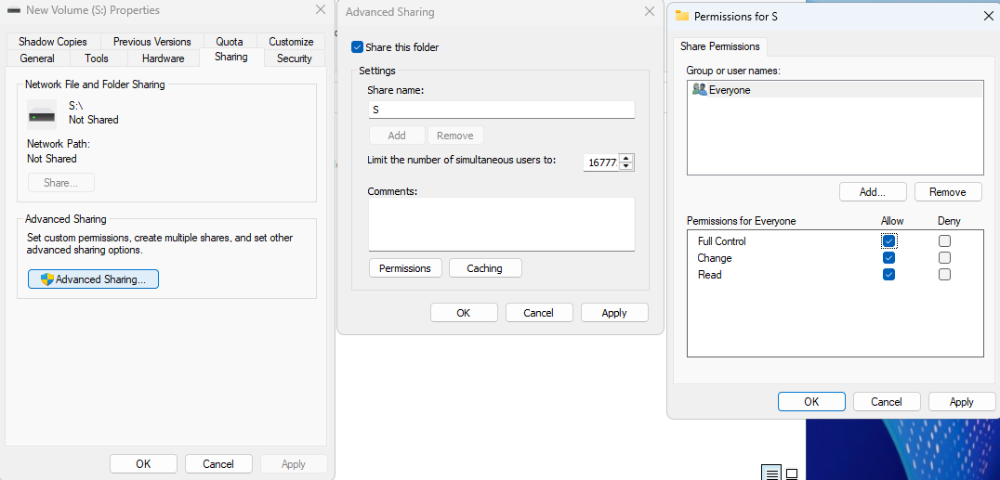 New Volume (S:) Properties
Shadow Copies
Previous Versions
Quota
Customize
General
Tools
Hardware
Sharing
Security
Network File and Folder Sharing
S:\
Not Shared
Network Path:
Not Shared
Share...
Advanced Sharing
Set custom permissions, create multiple shares, and set other
advanced sharing options.
Advanced Sharing...
OK
Cancel
Apply
Advanced Sharing
Share this folder
Settings
Share name:
S
Add
Remove
Limit the number of simultaneous users to:
16777
Comments:
Permissions
Caching
OK
Cancel
Apply
Permissions for S
Share Permissions
Group or user names:
Everyone
Add...
Remove
Permissions for Everyone
Allow
Deny
Full Control
Change
Read
OK
Cancel
Apply